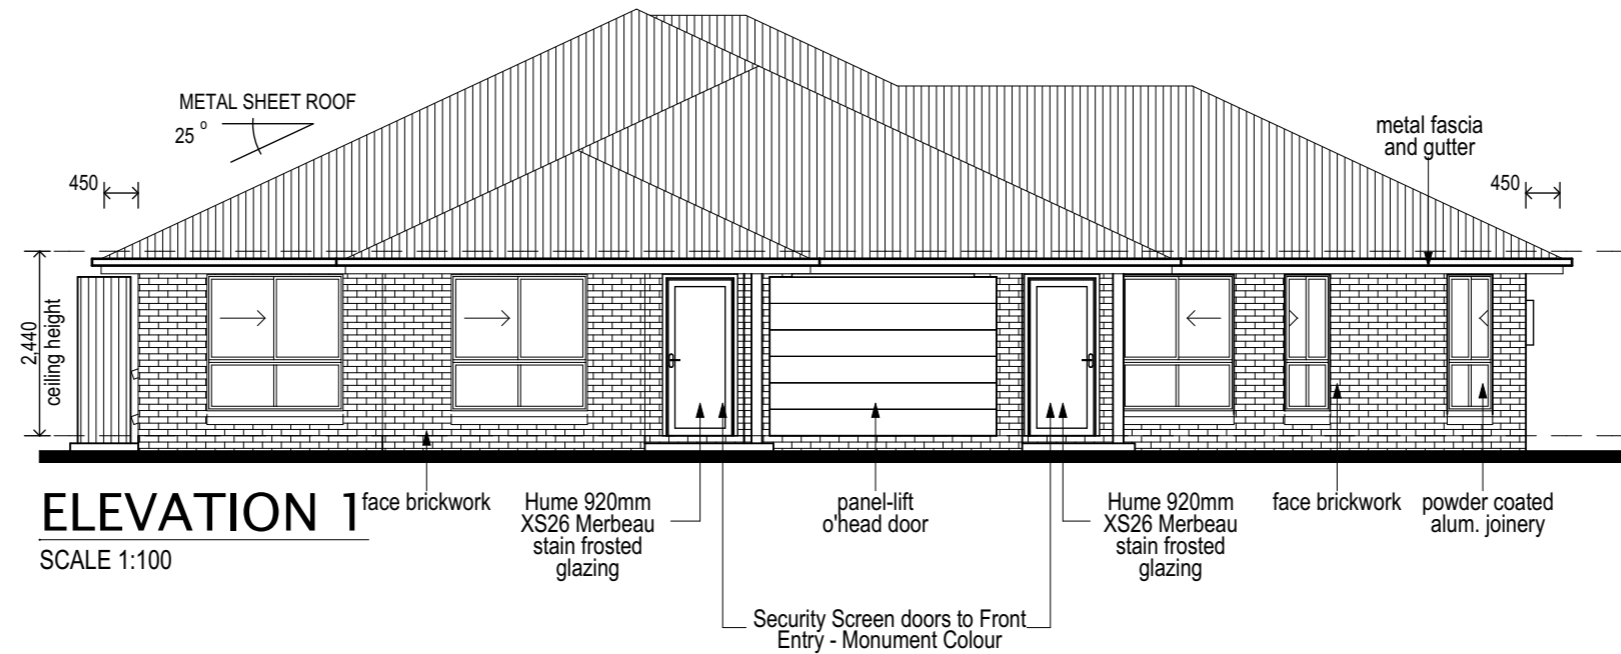 METAL SHEET ROOF
25 °
450
metal fascia
and gutter
450
2,440
ceiling height
ELEVATION 1
SCALE 1:100
face brickwork
Hume 920mm
XS26 Merbeau
stain frosted
glazing
panel-lift
o'head door
Hume 920mm
XS26 Merbeau
stain frosted
glazing
face brickwork
powder coated
alum. joinery
Security Screen doors to Front
Entry - Monument Colour